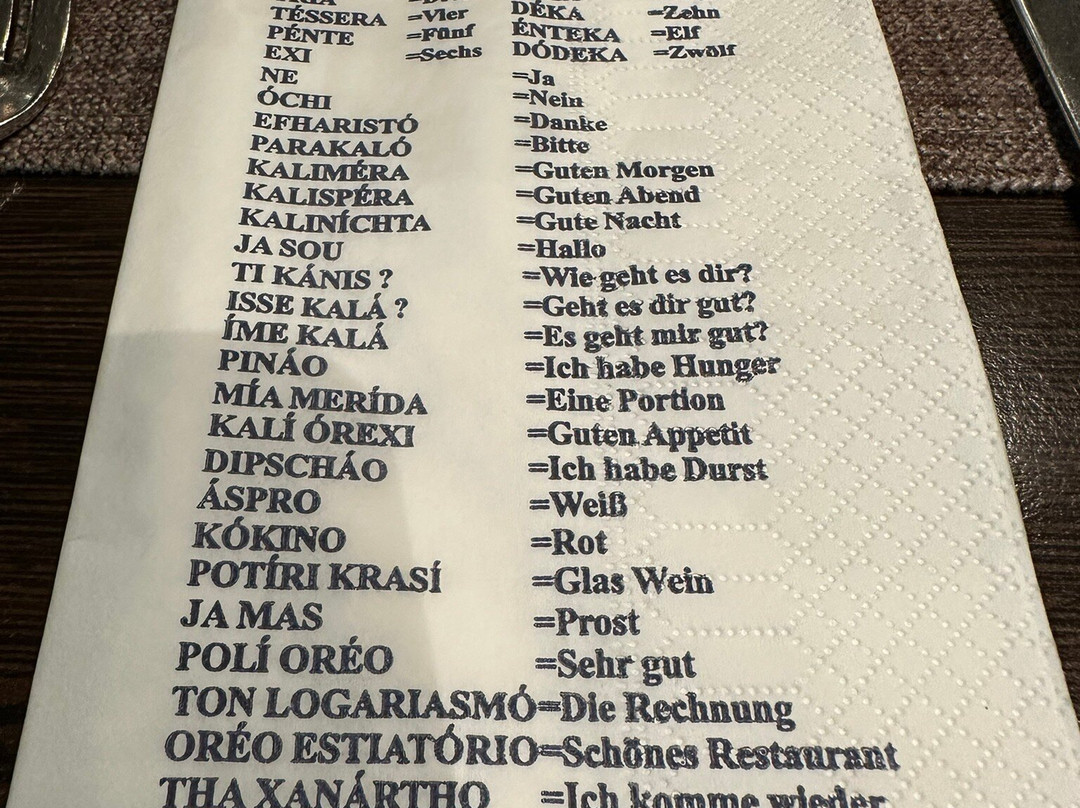 TÉSSERA =Vier DÉKA =Zehn
PÉNTE =Fünf ÉNTEKA =Elf
EXI =Sechs DÓDEKA =Zwölf
NE =Ja
ÓCHI =Nein
EFHARISTÓ =Danke
PARAKALÓ =Bitte
KALIMÉRA =Guten Morgen
KALISPÉRA =Guten Abend
KALINÍCHTA =Gute Nacht
JA SOU =Hallo
TI KÁNIS ? =Wie geht es dir?
ISSE KALÁ ? =Geht es dir gut?
ÍME KALÁ =Es geht mir gut?
PINÁO =Ich habe Hunger
MÍA MERÍDA =Eine Portion
KALÍ ÓREXI =Guten Appetit
DIPSCHÁO =Ich habe Durst
ÁSPRO =Weiß
KÓKINO =Rot
POTÍRI KRASÍ =Glas Wein
JA MAS =Prost
POLÍ ORÉO =Sehr gut
TON LOGARIASMÓ=Die Rechnung
ORÉO ESTIATÓRIO=Schönes Restaurant
THA XANÁRTHO =Ich komme wieder